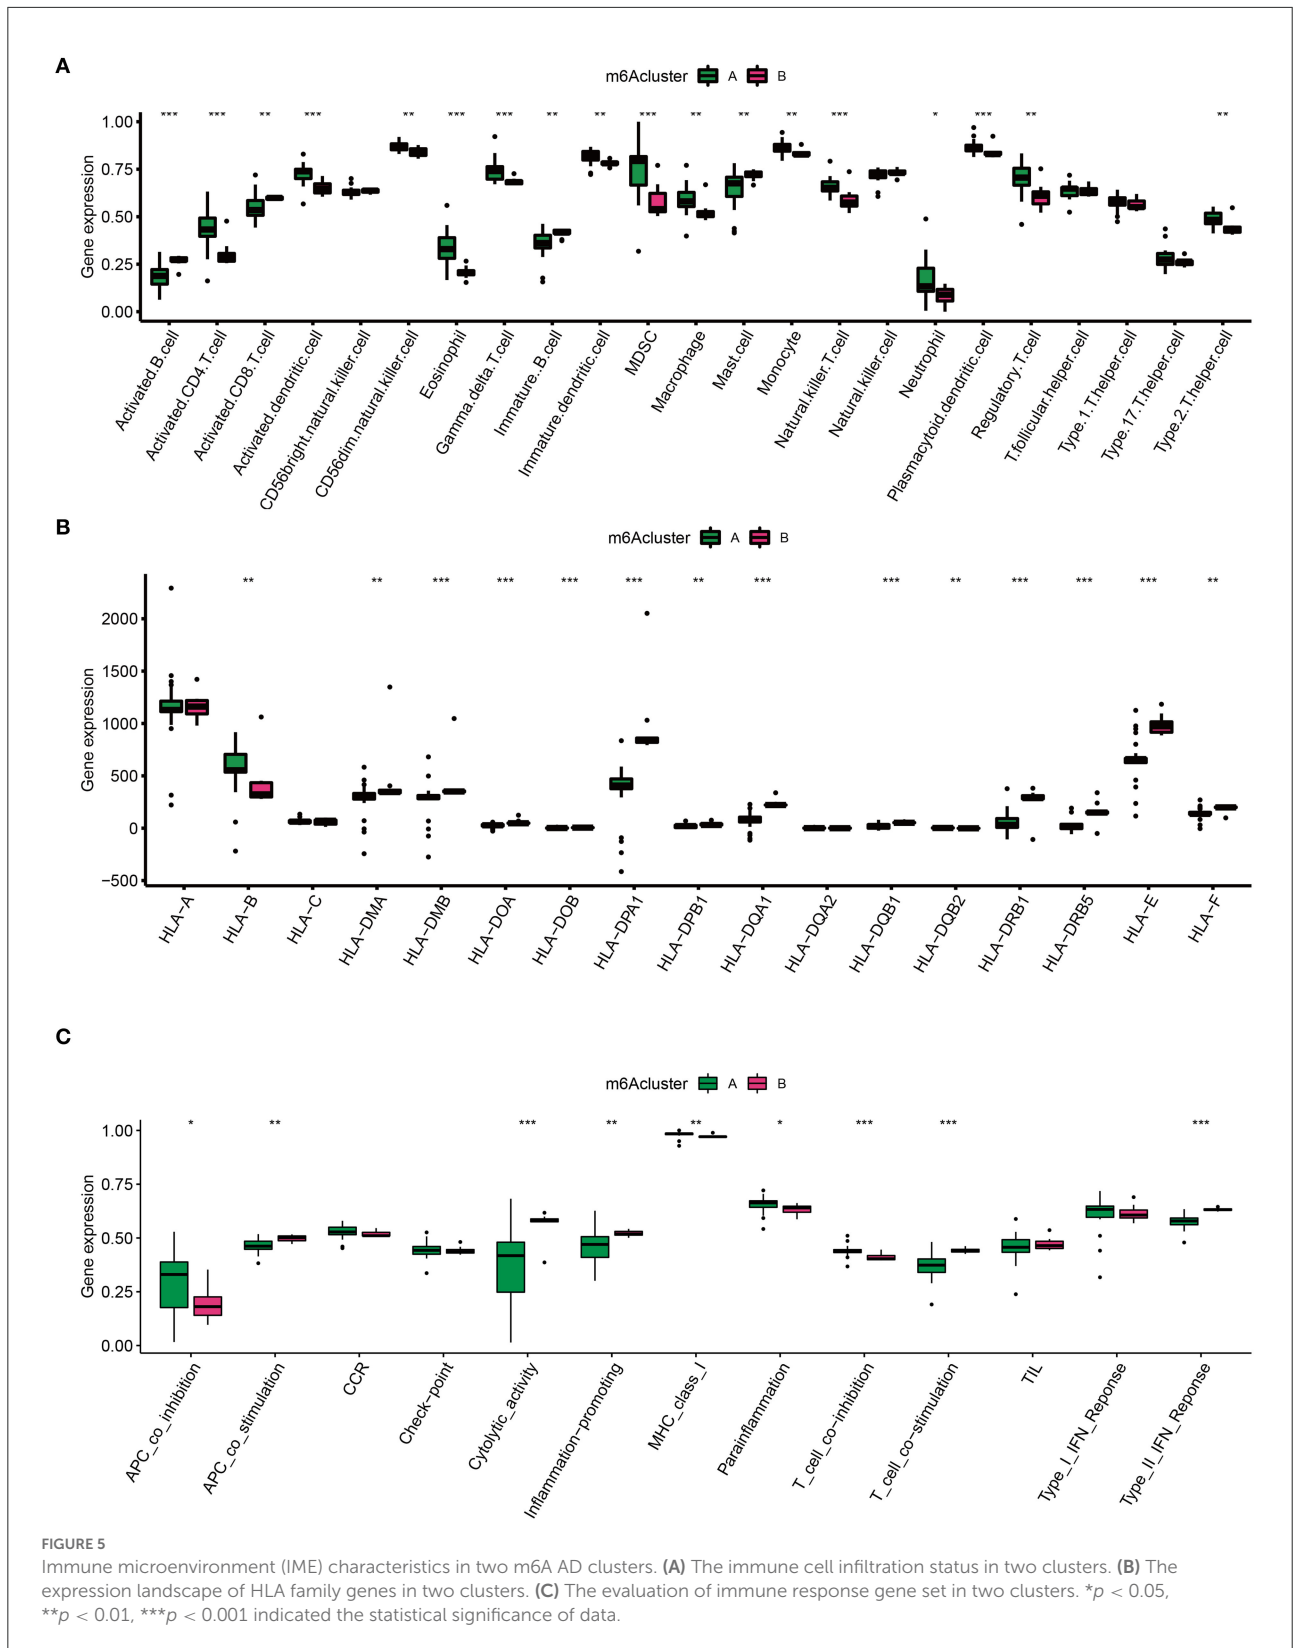 A
m6Acluster A B
*** *** ** *** ** *** *** ** ** *** ** ** ** *** * *** ** **
1.00
0.75
0.50
0.25
0.00
Gene expression
Activated.B.cell
Activated.CD4.T.cell
Activated.CD8.T.cell
Activated.dendritic.cell
CD56bright.natural.killer.cell
CD56dim.natural.killer.cell
Eosinophil
Gamma.delta.T.cell
Immature..B.cell
Immature.dendritic.cell
MDSC
Macrophage
Mast.cell
Monocyte
Natural.killer.T.cell
Natural.killer.cell
Neutrophil
Plasmacytoid.dendritic.cell
Regulatory.T.cell
T.follicular.helper.cell
Type.1.T.helper.cell
Type.17.T.helper.cell
Type.2.T.helper.cell
B
m6Acluster A B
** ** *** *** *** *** ** *** *** ** *** *** *** **
2000
1500
1000
500
0
−500
Gene expression
HLA−A
HLA−B
HLA−C
HLA−DMA
HLA−DMB
HLA−DOA
HLA−DOB
HLA−DPA1
HLA−DPB1
HLA−DQA1
HLA−DQA2
HLA−DQB1
HLA−DQB2
HLA−DRB1
HLA−DRB5
HLA−E
HLA−F
C
m6Acluster A B
* ** *** ** ** * *** *** ***
1.00
0.75
0.50
0.25
0.00
Gene expression
APC_co_inhibition
APC_co_stimulation
CCR
Check−point
Cytolytic_activity
Inflammation−promoting
MHC_class_I
Parainflammation
T_cell_co−inhibition
T_cell_co−stimulation
TIL
Type_I_IFN_Reponse
Type_II_IFN_Reponse
FIGURE 5
Immune microenvironment (IME) characteristics in two m6A AD clusters. (A) The immune cell infiltration status in two clusters. (B) The
expression landscape of HLA family genes in two clusters. (C) The evaluation of immune response gene set in two clusters. *p < 0.05,
**p < 0.01, ***p < 0.001 indicated the statistical significance of data.